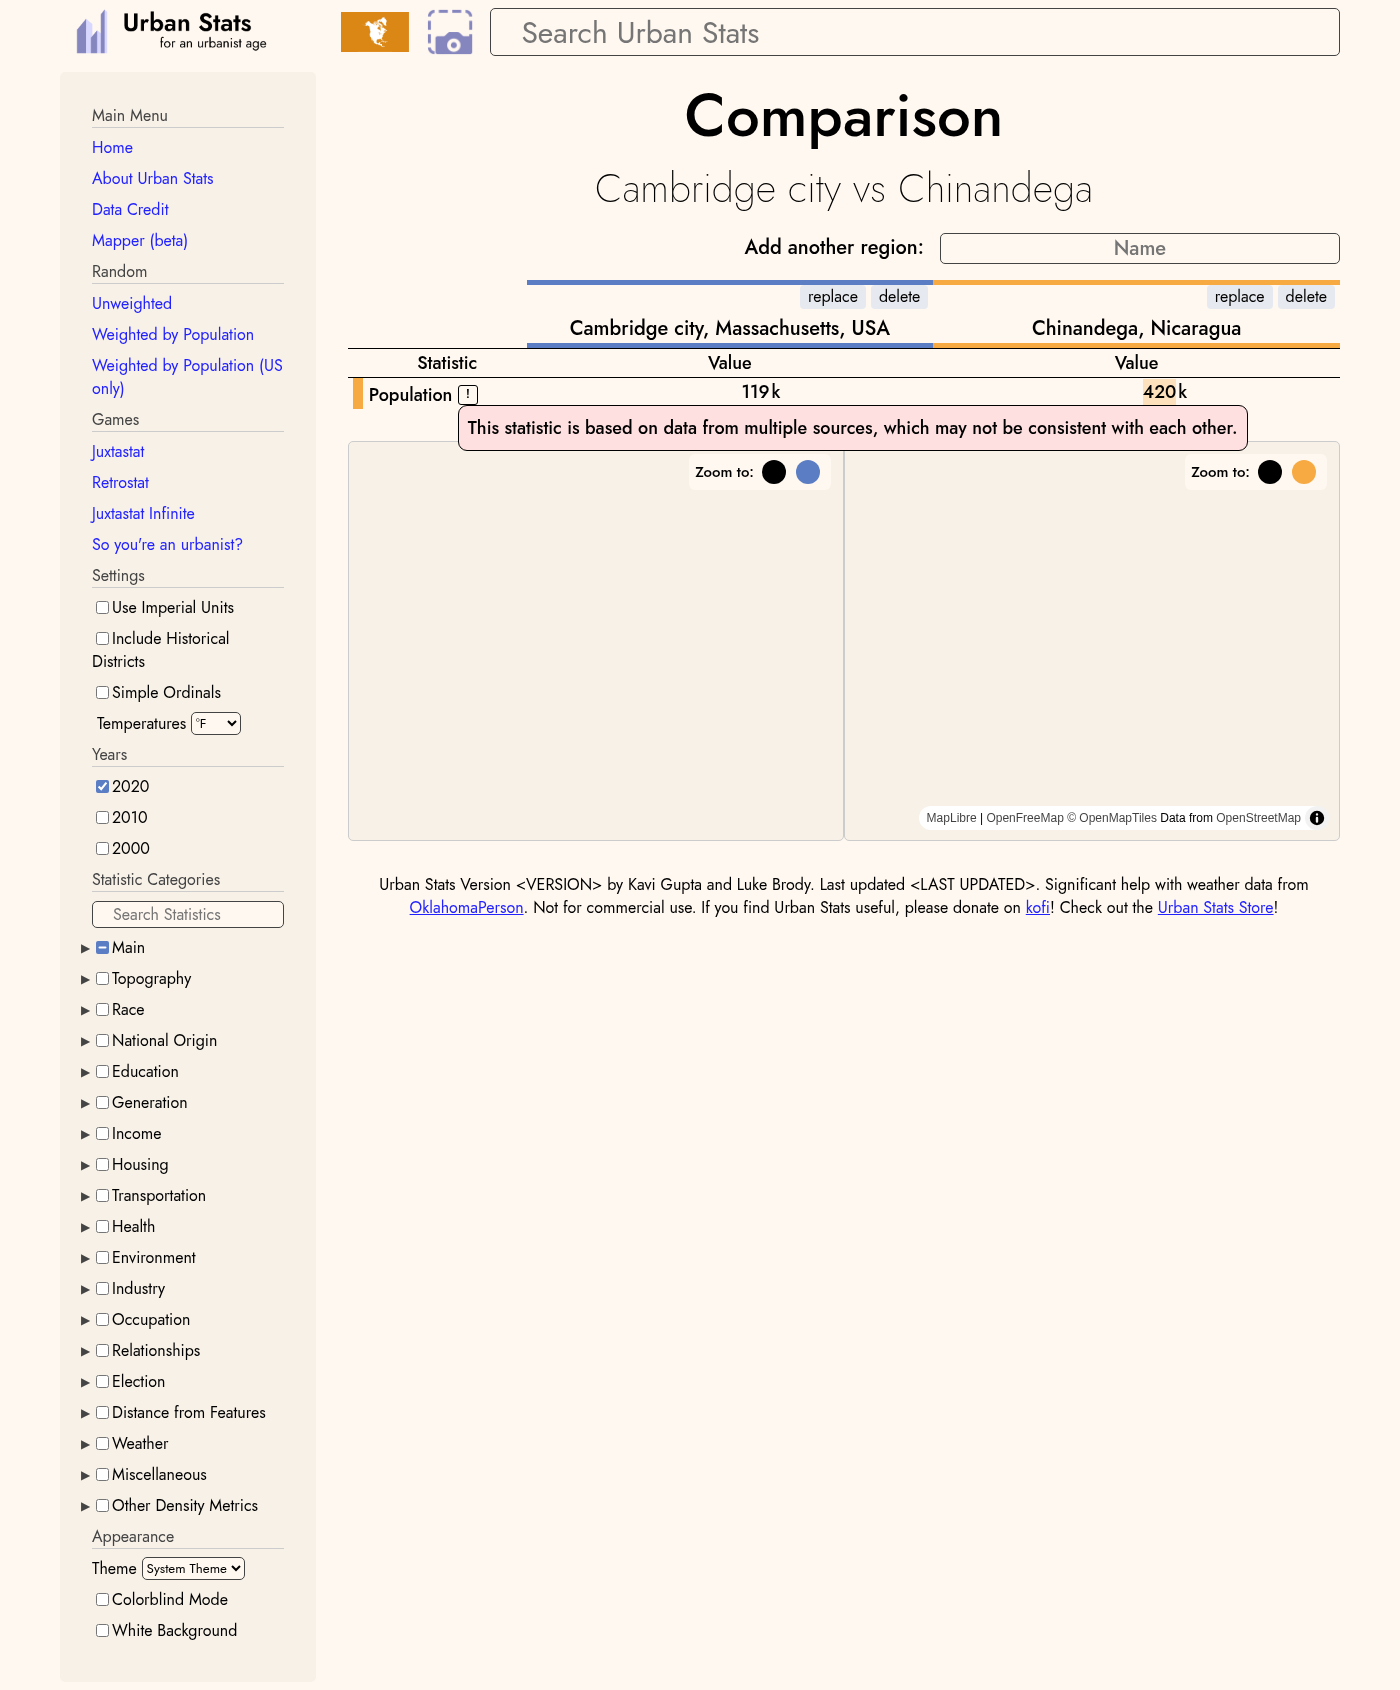 Urban Stats
for an urbanist age
Search Urban Stats
Main Menu
Home
About Urban Stats
Data Credit
Mapper (beta)
Random
Unweighted
Weighted by Population
Weighted by Population (US
only)
Games
Juxtastat
Retrostat
Juxtastat Infinite
So you're an urbanist?
Settings
Use Imperial Units
Include Historical
Districts
Simple Ordinals
Temperatures °F
Years
2020
2010
2000
Statistic Categories
Search Statistics
Main
Topography
Race
National Origin
Education
Generation
Income
Housing
Transportation
Health
Environment
Industry
Occupation
Relationships
Election
Distance from Features
Weather
Miscellaneous
Other Density Metrics
Appearance
Theme System Theme
Colorblind Mode
White Background
Comparison
Cambridge city vs Chinandega
Add another region: Name
replace delete replace delete
Cambridge city, Massachusetts, USA Chinandega, Nicaragua
Statistic Value Value
Population ! 119k 420k
This statistic is based on data from multiple sources, which may not be consistent with each other.
Zoom to: Zoom to:
MapLibre | OpenFreeMap © OpenMapTiles Data from OpenStreetMap
Urban Stats Version <VERSION> by Kavi Gupta and Luke Brody. Last updated <LAST UPDATED>. Significant help with weather data from
OklahomaPerson. Not for commercial use. If you find Urban Stats useful, please donate on kofi! Check out the Urban Stats Store!